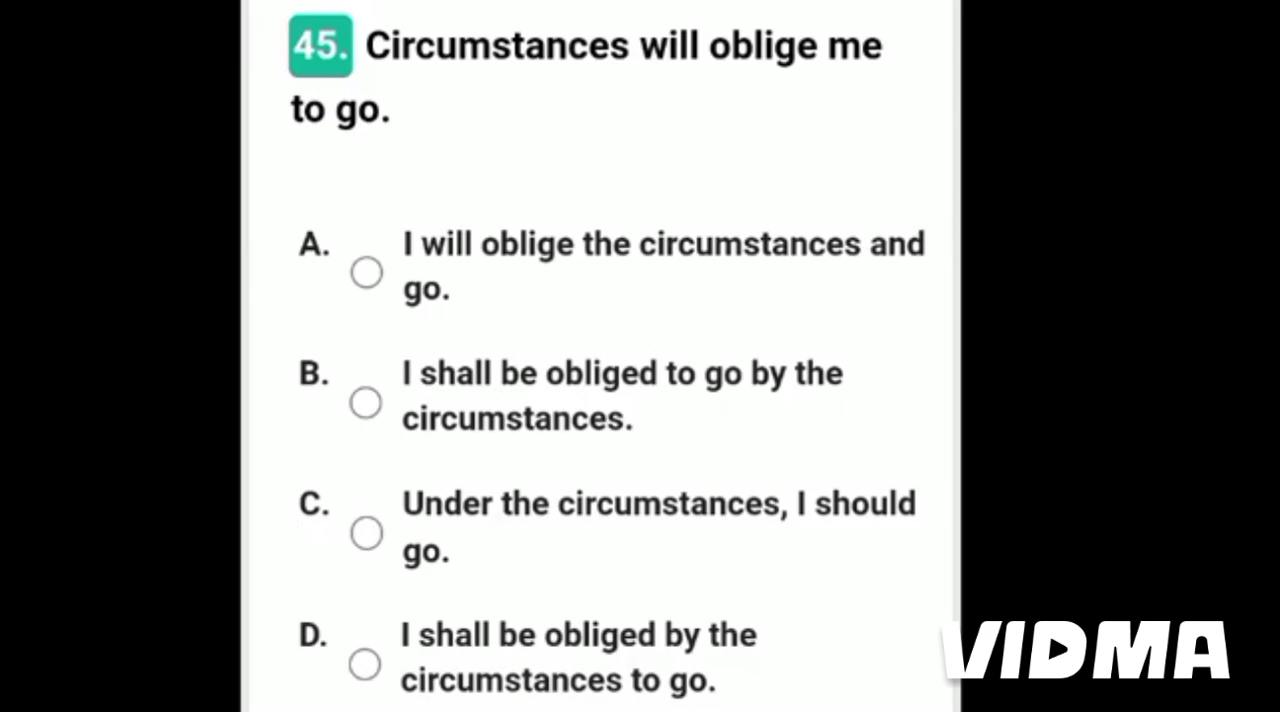 45. Circumstances will oblige me
to go.
A. I will oblige the circumstances and
go.
B. I shall be obliged to go by the
circumstances.
C. Under the circumstances, I should
go.
D. I shall be obliged by the
circumstances to go.
VIDMA